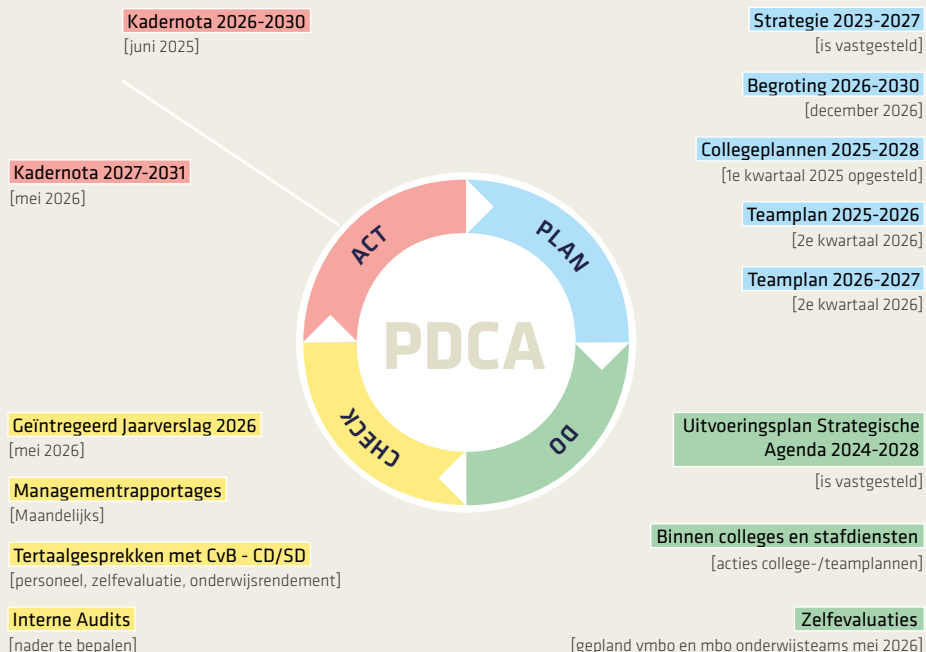 Kadernota 2026-2030
[juni 2025]
Kadernota 2027-2031
[mei 2026]
Strategie 2023-2027
[is vastgesteld]
Begroting 2026-2030
[december 2026]
Collegeplannen 2025-2028
[1e kwartaal 2025 opgesteld]
Teamplan 2025-2026
[2e kwartaal 2026]
Teamplan 2026-2027
[2e kwartaal 2026]
ACT
PLAN
PDCA
CHECK
DO
Geïntregeerd Jaarverslag 2026
[mei 2026]
Managementrapportages
[Maandelijks]
Tertaalgesprekken met CvB - CD/SD
[personeel, zelfevaluatie, onderwijsrendement]
Interne Audits
[nader te bepalen]
Uitvoeringsplan Strategische
Agenda 2024-2028
[is vastgesteld]
Binnen colleges en stafdiensten
[acties college-/teamplannen]
Zelfevaluaties
[gepland vmbo en mbo onderwijsteams mei 2026]